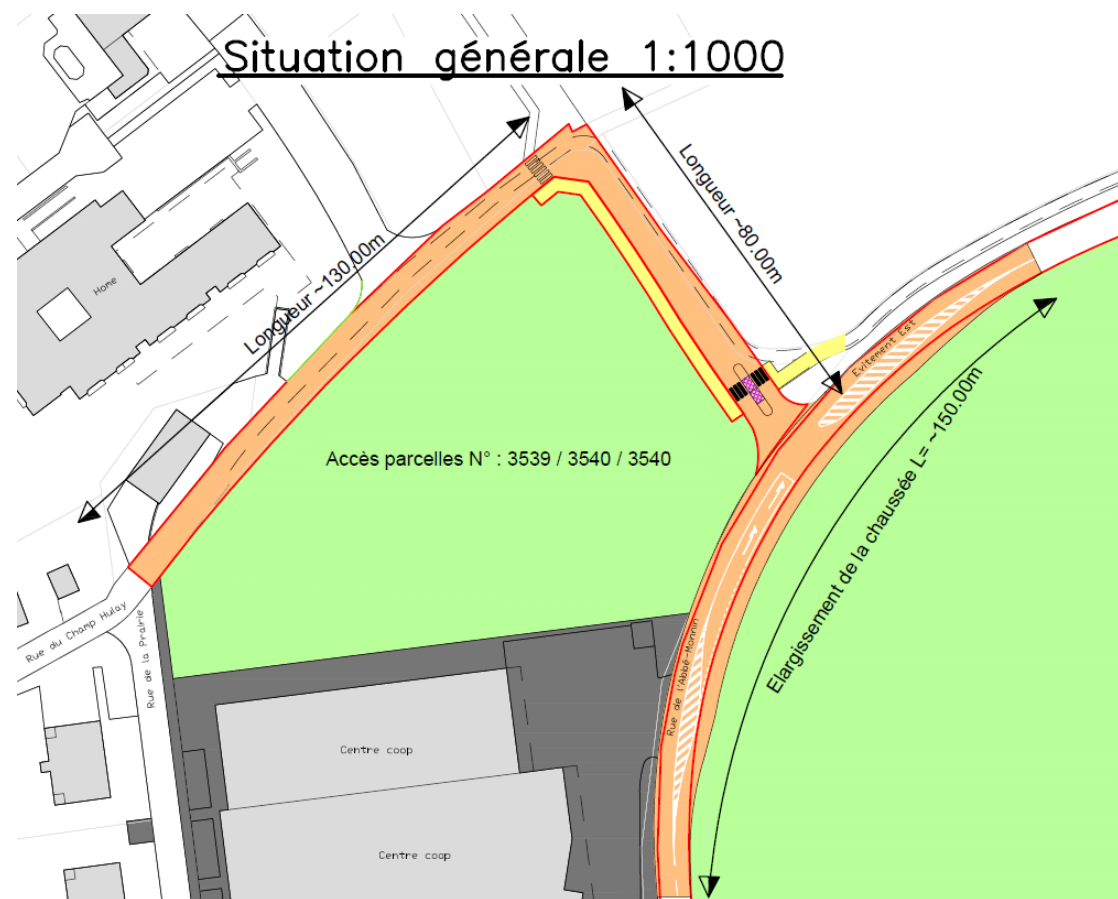 Situation générale 1:1000
Longueur ~130.00m
Longueur ~80.00m
Home
Evitement Est
Elargissement de la chaussée L= ~150.00m
Accès parcelles N° : 3539 / 3540 / 3540
Rue du Champ Hulay
Rue de la Prairie
Rue de l'Abbé-Monnin
Centre coop
Centre coop